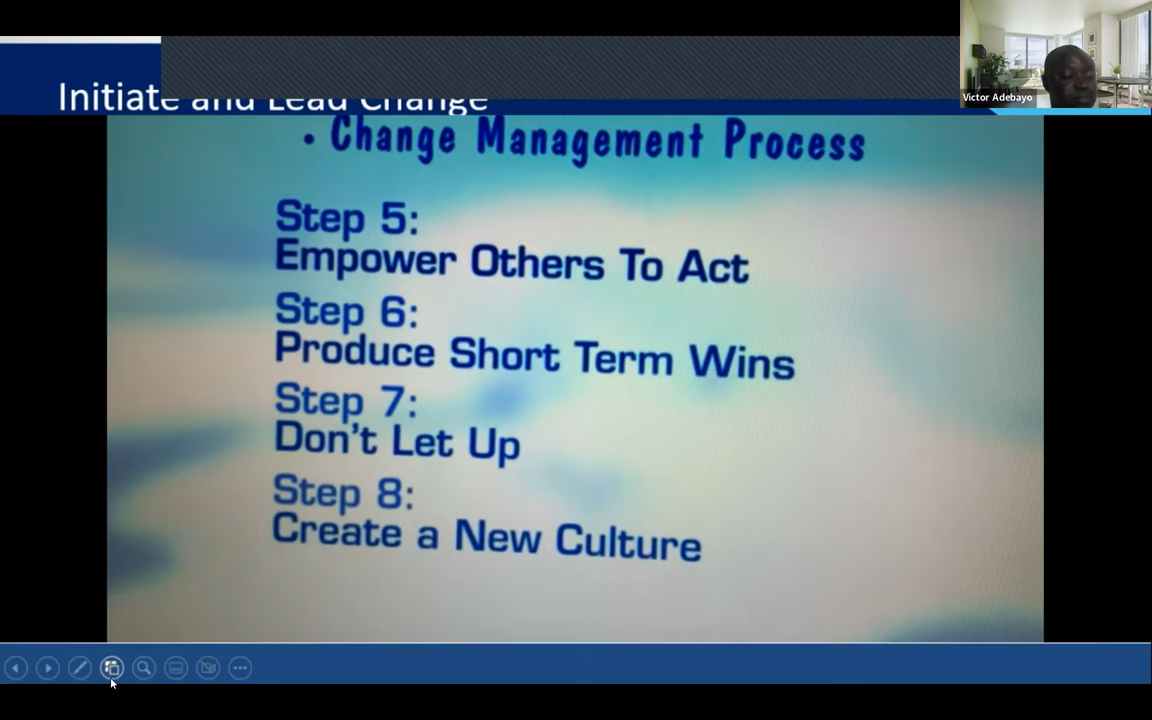 Initiate and Lead Change
Victor Adebayo
• Change Management Process
Step 5:
Empower Others To Act
Step 6:
Produce Short Term Wins
Step 7:
Don't Let Up
Step 8:
Create a New Culture